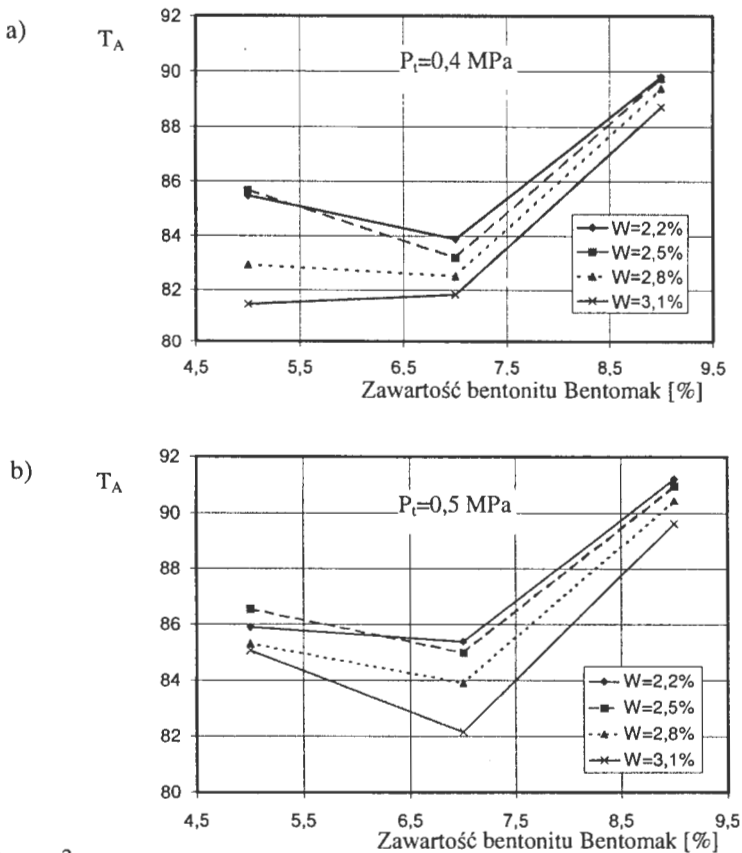 a)
T_A
P_t=0,4 MPa
92
90
88
86
84
82
80
W=2,2%
W=2,5%
W=2,8%
W=3,1%
4,5 5,5 6,5 7,5 8,5 9,5
Zawartość bentonitu Bentomak [%]
b)
T_A
P_t=0,5 MPa
92
90
88
86
84
82
80
W=2,2%
W=2,5%
W=2,8%
W=3,1%
4,5 5,5 6,5 7,5 8,5 9,5
Zawartość bentonitu Bentomak [%]